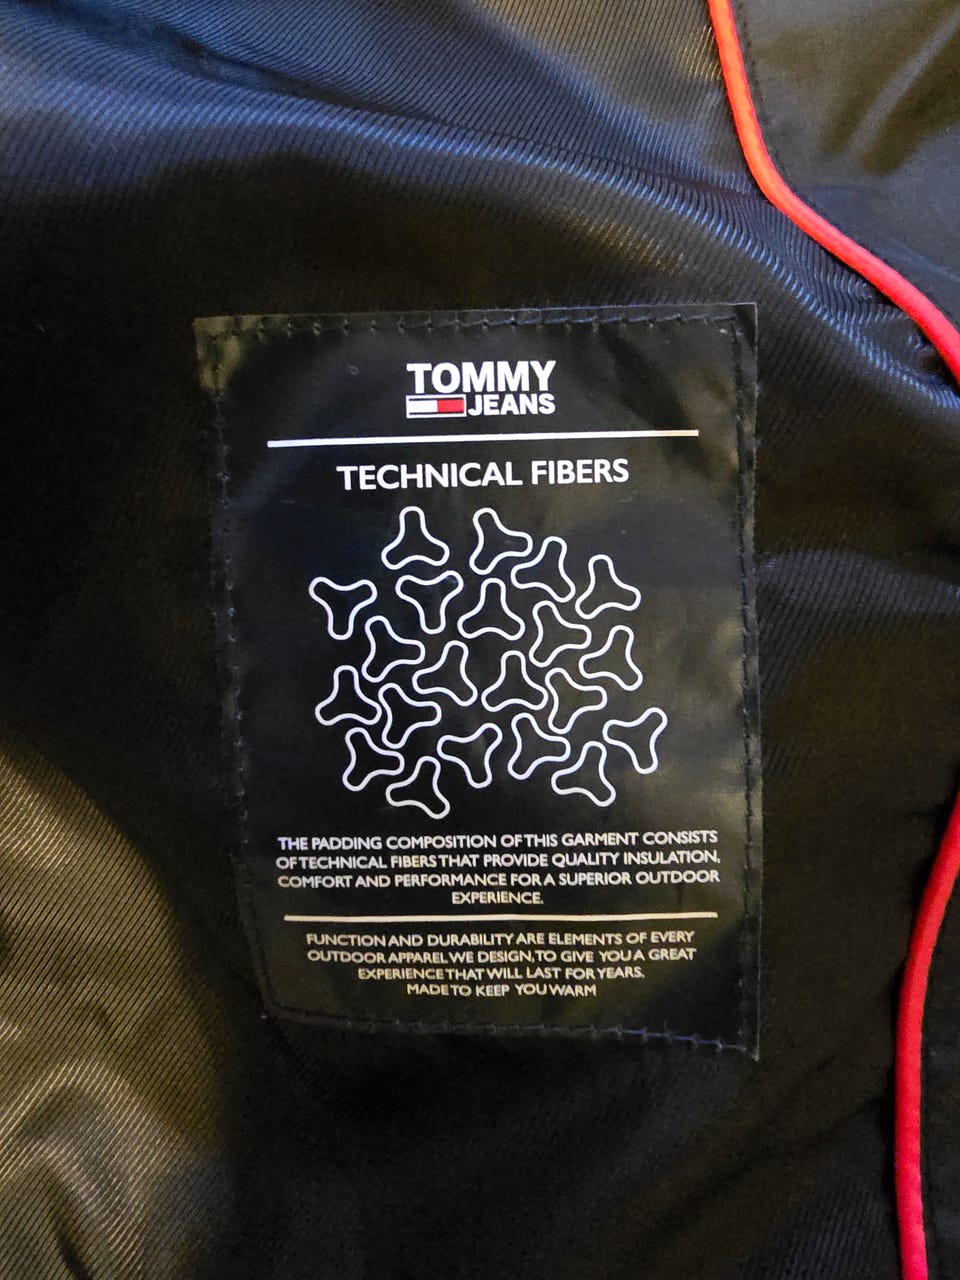 TOMMY
JEANS
TECHNICAL FIBERS
THE PADDING COMPOSITION OF THIS GARMENT CONSISTS
OF TECHNICAL FIBERS THAT PROVIDE QUALITY INSULATION,
COMFORT AND PERFORMANCE FOR A SUPERIOR OUTDOOR
EXPERIENCE.
FUNCTION AND DURABILITY ARE ELEMENTS OF EVERY
OUTDOOR APPAREL WE DESIGN, TO GIVE YOU A GREAT
EXPERIENCE THAT WILL LAST FOR YEARS.
MADE TO KEEP YOU WARM